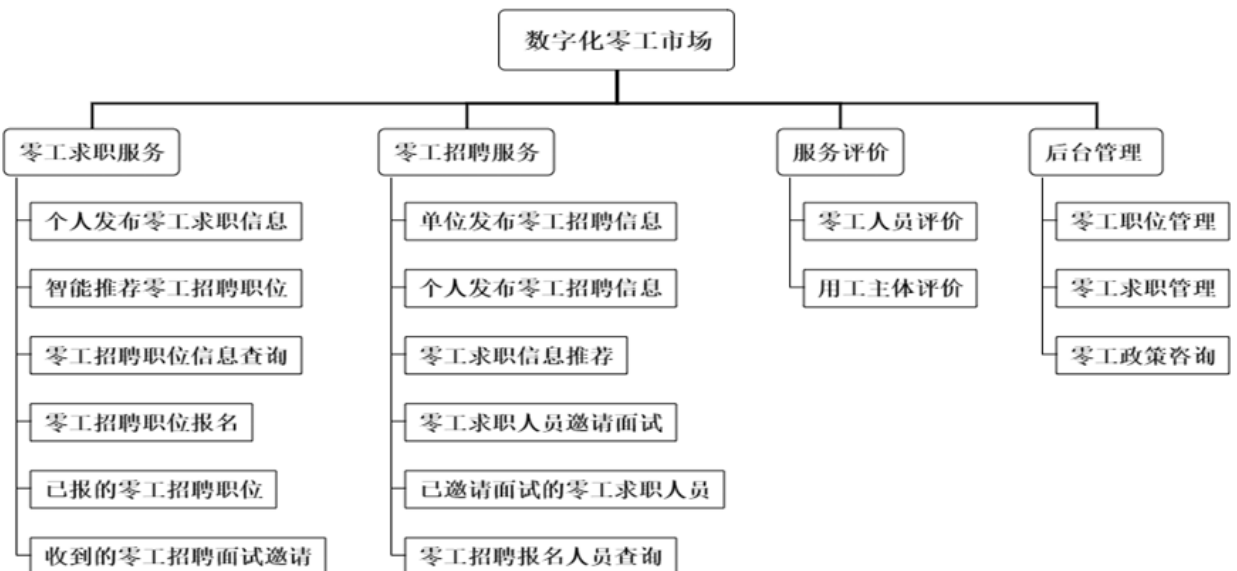 数字化零工市场
零工求职服务
个人发布零工求职信息
智能推荐零工招聘职位
零工招聘职位信息查询
零工招聘职位报名
已报的零工招聘职位
收到的零工招聘面试邀请
零工招聘服务
单位发布零工招聘信息
个人发布零工招聘信息
零工求职信息推荐
零工求职人员邀请面试
已邀请面试的零工求职人员
零工招聘报名人员查询
服务评价
零工人员评价
用工主体评价
后台管理
零工职位管理
零工求职管理
零工政策咨询